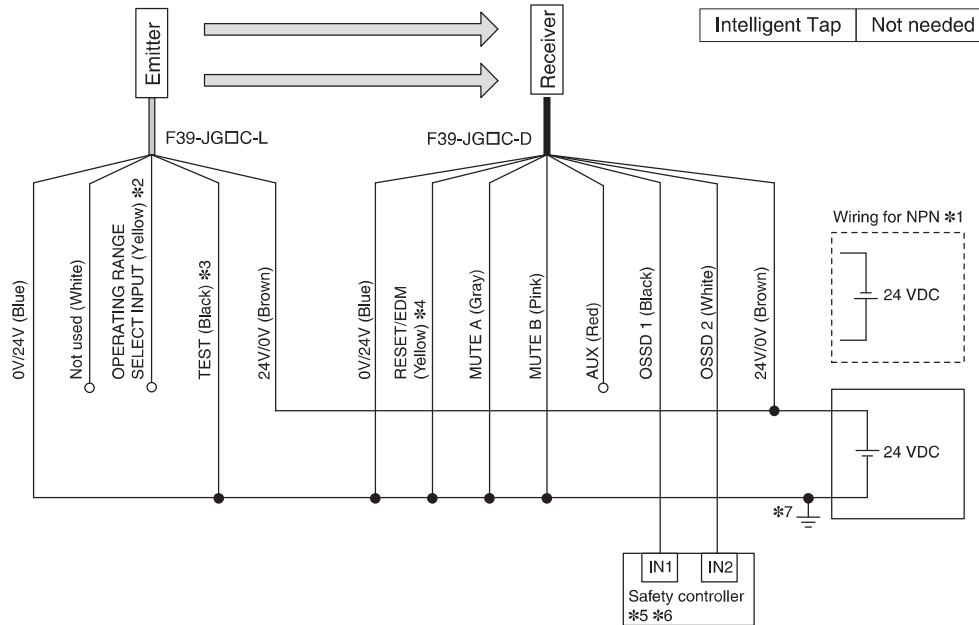 Emitter
Receiver
Intelligent Tap
Not needed
F39-JG□C-L
F39-JG□C-D
0V/24V (Blue)
Not used (White)
OPERATING RANGE
SELECT INPUT (Yellow) *2
TEST (Black) *3
24V/0V (Brown)
0V/24V (Blue)
RESET/EDM
(Yellow) *4
MUTE A (Gray)
MUTE B (Pink)
AUX (Red)
OSSD 1 (Black)
OSSD 2 (White)
24V/0V (Brown)
Wiring for NPN *1
24 VDC
24 VDC
*7
IN1
IN2
Safety controller
*5 *6